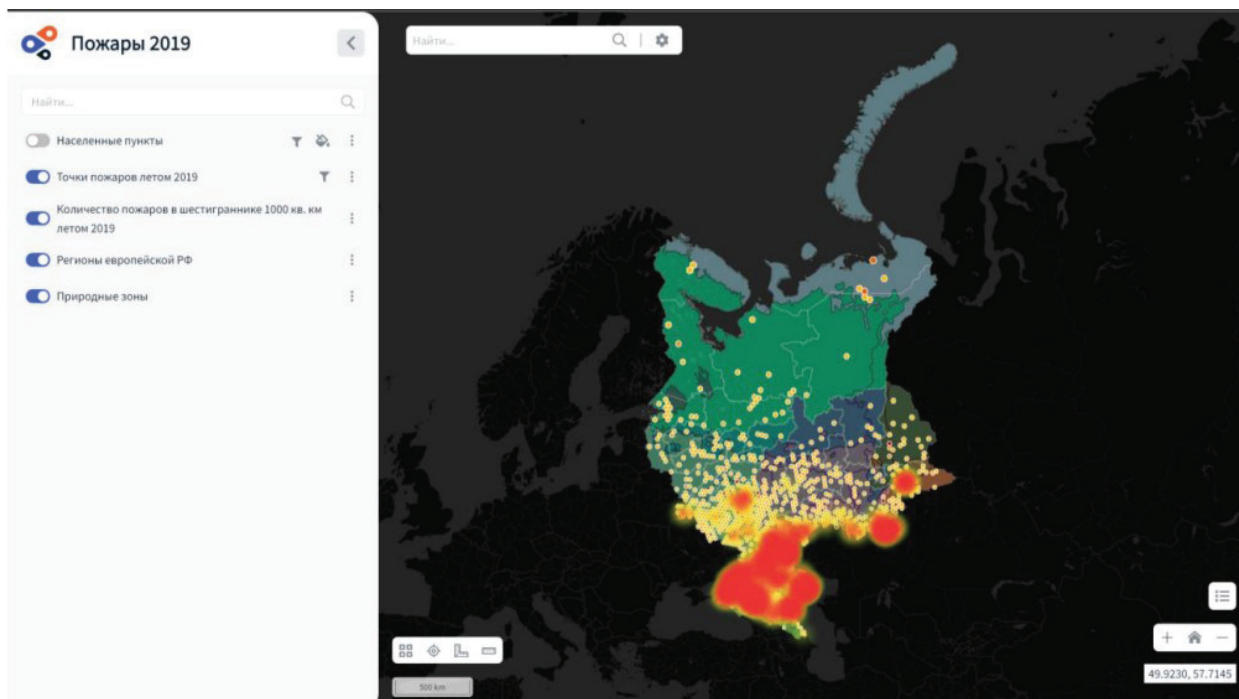 Пожары 2019
Найти...
Населенные пункты
Точки пожаров летом 2019
Количество пожаров в шестиграннике 1000 кв. км
летом 2019
Регионы европейской РФ
Природные зоны
Найти...
500 km
49.9230, 57.7145